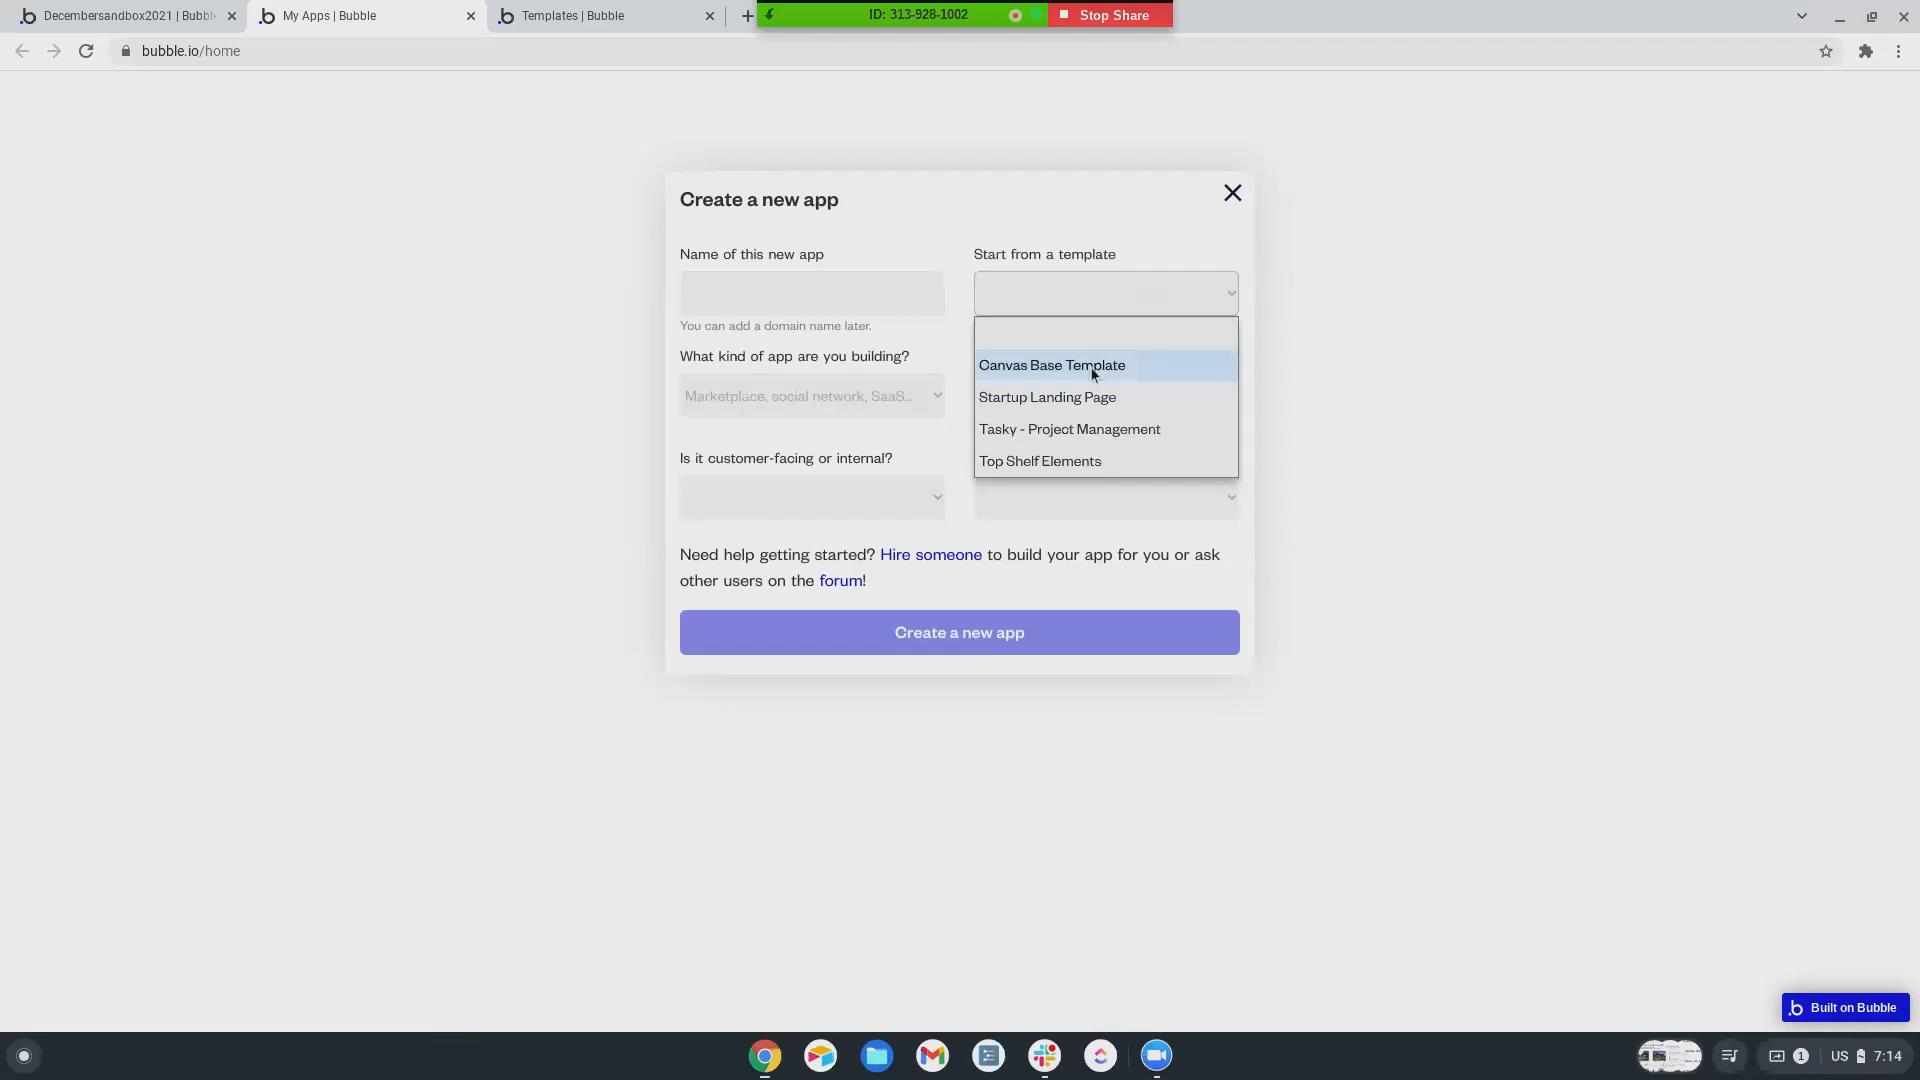 Decembersandbox2021 | Bubbl
My Apps | Bubble
Templates | Bubble
ID: 313-928-1002
Stop Share
bubble.io/home
Create a new app
Name of this new app
Start from a template
You can add a domain name later.
What kind of app are you building?
Canvas Base Template
Marketplace, social network, SaaS...
Startup Landing Page
Tasky - Project Management
Is it customer-facing or internal?
Top Shelf Elements
Need help getting started? Hire someone to build your app for you or ask
other users on the forum!
Create a new app
Built on Bubble
1
US
7:14